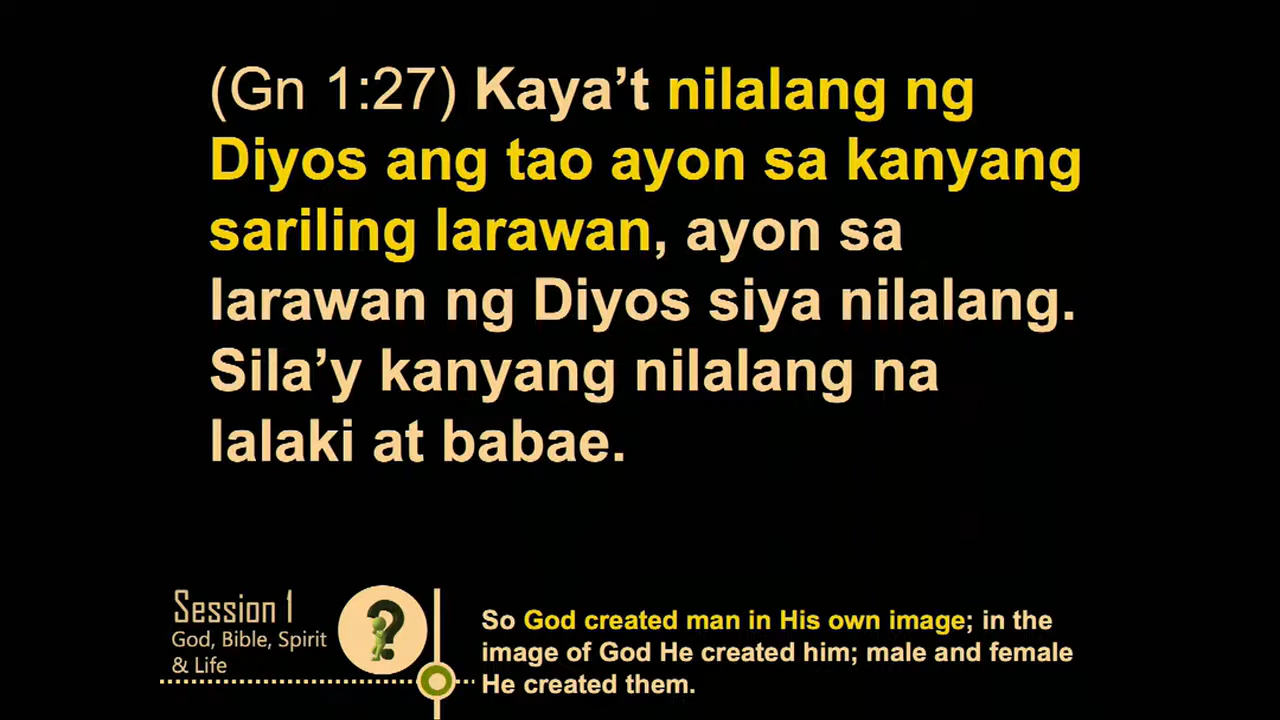 (Gn 1:27) Kaya’t nilalang ng
Diyos ang tao ayon sa kanyang
sariling larawan, ayon sa
larawan ng Diyos siya nilalang.
Sila’y kanyang nilalang na
lalaki at babae.
Session 1
God, Bible, Spirit
& Life
?
So God created man in His own image; in the
image of God He created him; male and female
He created them.